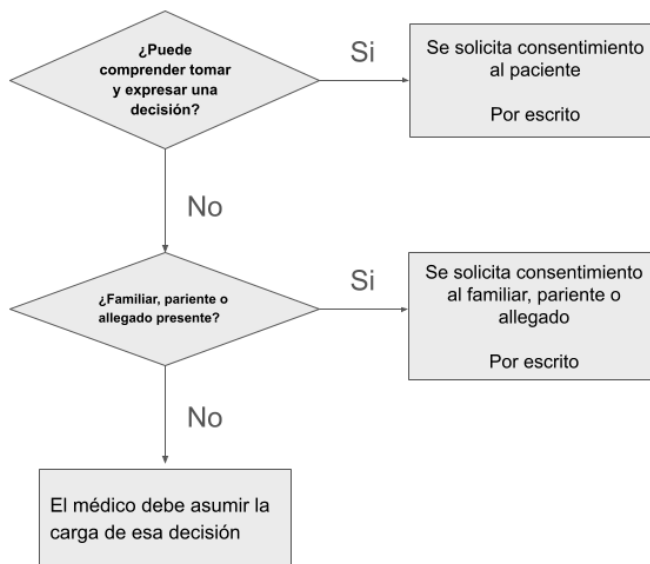 ¿Puede
comprender tomar
y expresar una
decisión?
Si
Se solicita consentimiento
al paciente
Por escrito
No
¿Familiar, pariente o
allegado presente?
Si
Se solicita consentimiento
al familiar, pariente o
allegado
Por escrito
No
El médico debe asumir la
carga de esa decisión